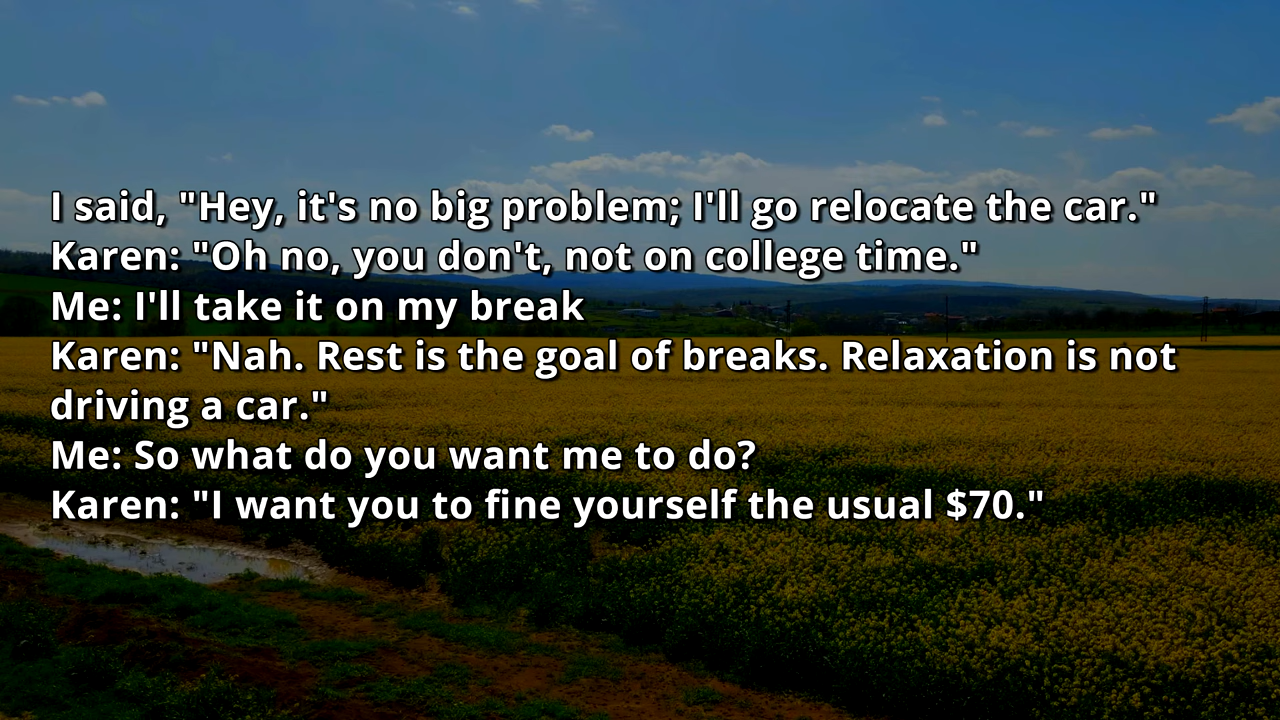 I said, "Hey, it's no big problem; I'll go relocate the car."
Karen: "Oh no, you don't, not on college time."
Me: I'll take it on my break
Karen: "Nah. Rest is the goal of breaks. Relaxation is not
driving a car."
Me: So what do you want me to do?
Karen: "I want you to fine yourself the usual $70."